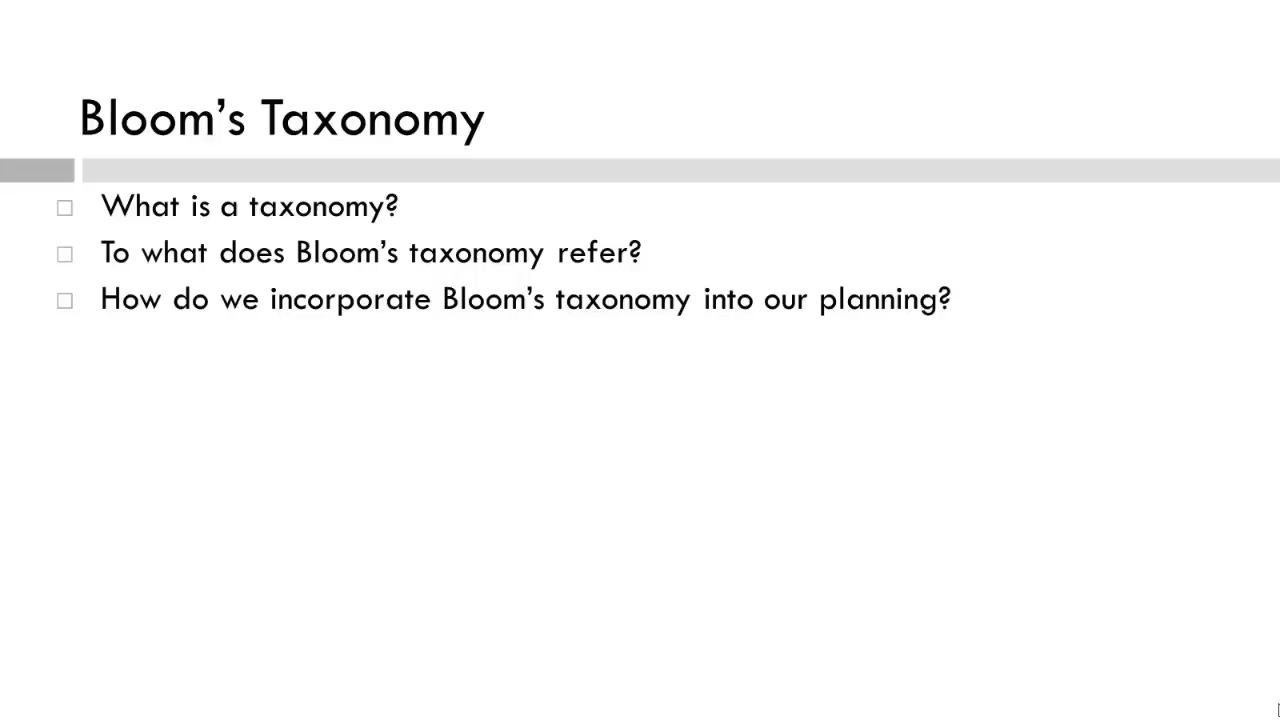 Bloom’s Taxonomy
What is a taxonomy?
To what does Bloom’s taxonomy refer?
How do we incorporate Bloom’s taxonomy into our planning?